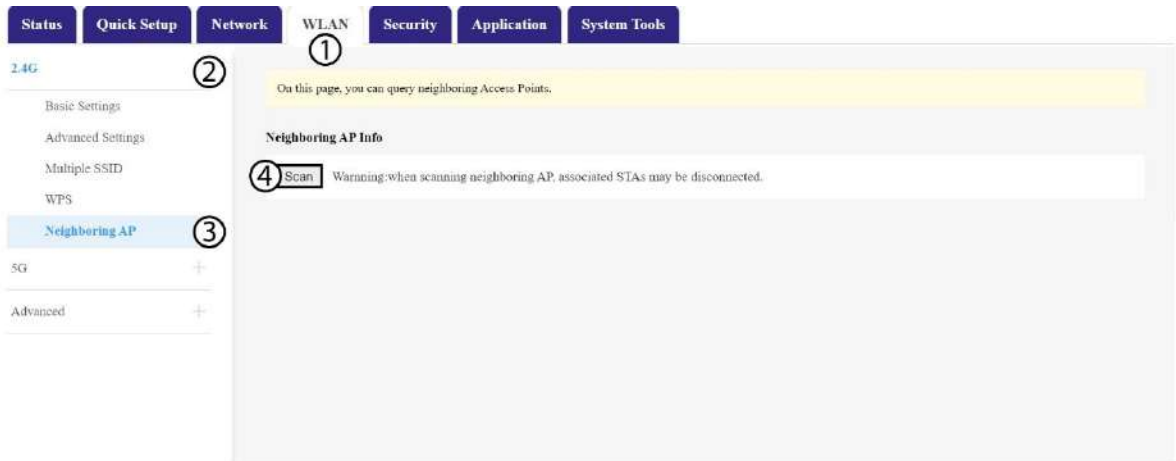 Status Quick Setup Network WLAN Security Application System Tools
①
2.4G ②
On this page, you can query neighboring Access Points.
Basic Settings
Advanced Settings
Neighboring AP Info
Multiple SSID
④ Scan Warnning:when scanning neighboring AP, associated STAs may be disconnected.
WPS
Neighboring AP ③
5G +
Advanced +